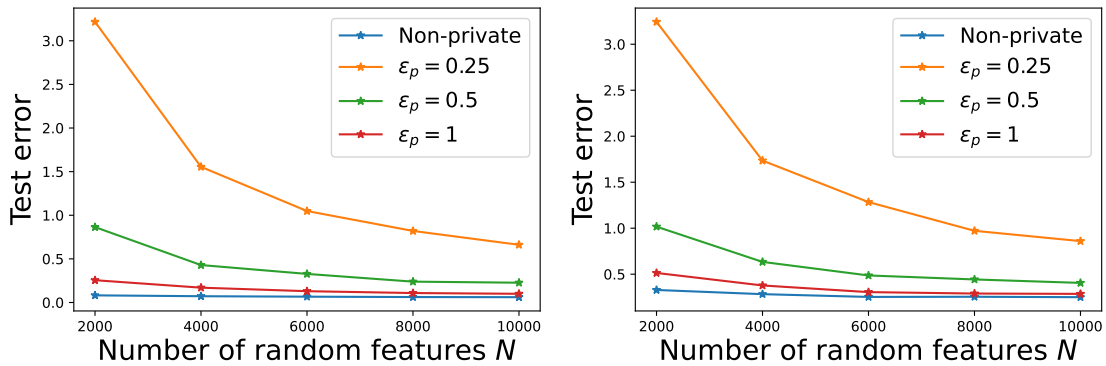 Test error
3.0
2.5
2.0
1.5
1.0
0.5
0.0
2000 4000 6000 8000 10000
Number of random features N
Non-private
ε_p = 0.25
ε_p = 0.5
ε_p = 1
Test error
3.0
2.5
2.0
1.5
1.0
0.5
2000 4000 6000 8000 10000
Number of random features N
Non-private
ε_p = 0.25
ε_p = 0.5
ε_p = 1